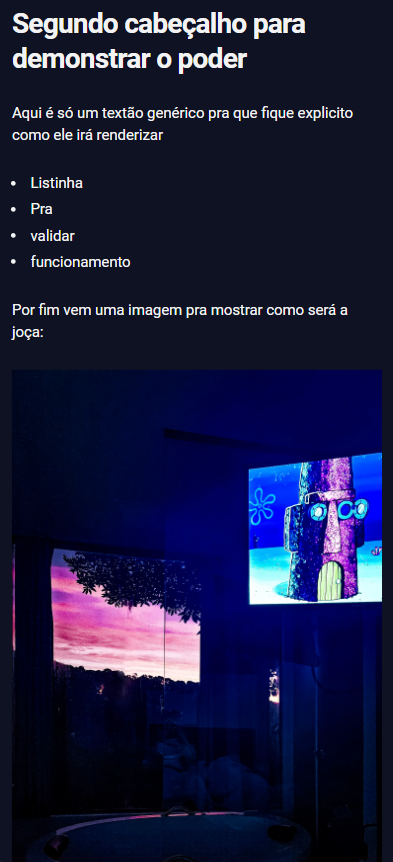 Segundo cabeçalho para
demonstrar o poder
Aqui é só um textão genérico pra que fique explicito
como ele irá renderizar
Listinha
Pra
validar
funcionamento
Por fim vem uma imagem pra mostrar como será a
joça: